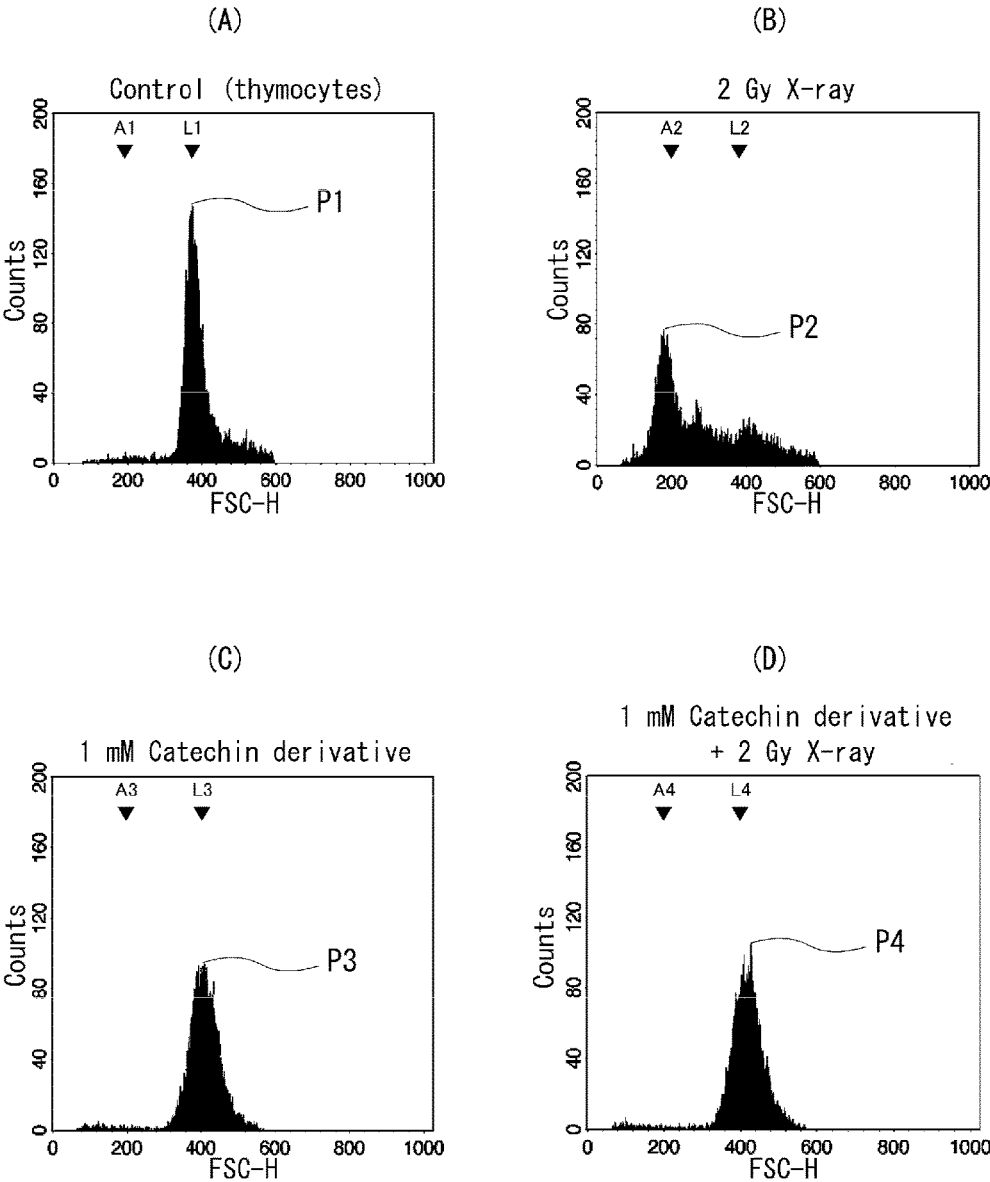 (A)
Control (thymocytes)
200
160
120
80
40
0
Counts
A1
L1
P1
0 200 400 600 800 1000
FSC-H
(B)
2 Gy X-ray
200
160
120
80
40
0
Counts
A2
L2
P2
0 200 400 600 800 1000
FSC-H
(C)
1 mM Catechin derivative
200
160
120
80
40
0
Counts
A3
L3
P3
0 200 400 600 800 1000
FSC-H
(D)
1 mM Catechin derivative
+ 2 Gy X-ray
200
160
120
80
40
0
Counts
A4
L4
P4
0 200 400 600 800 1000
FSC-H